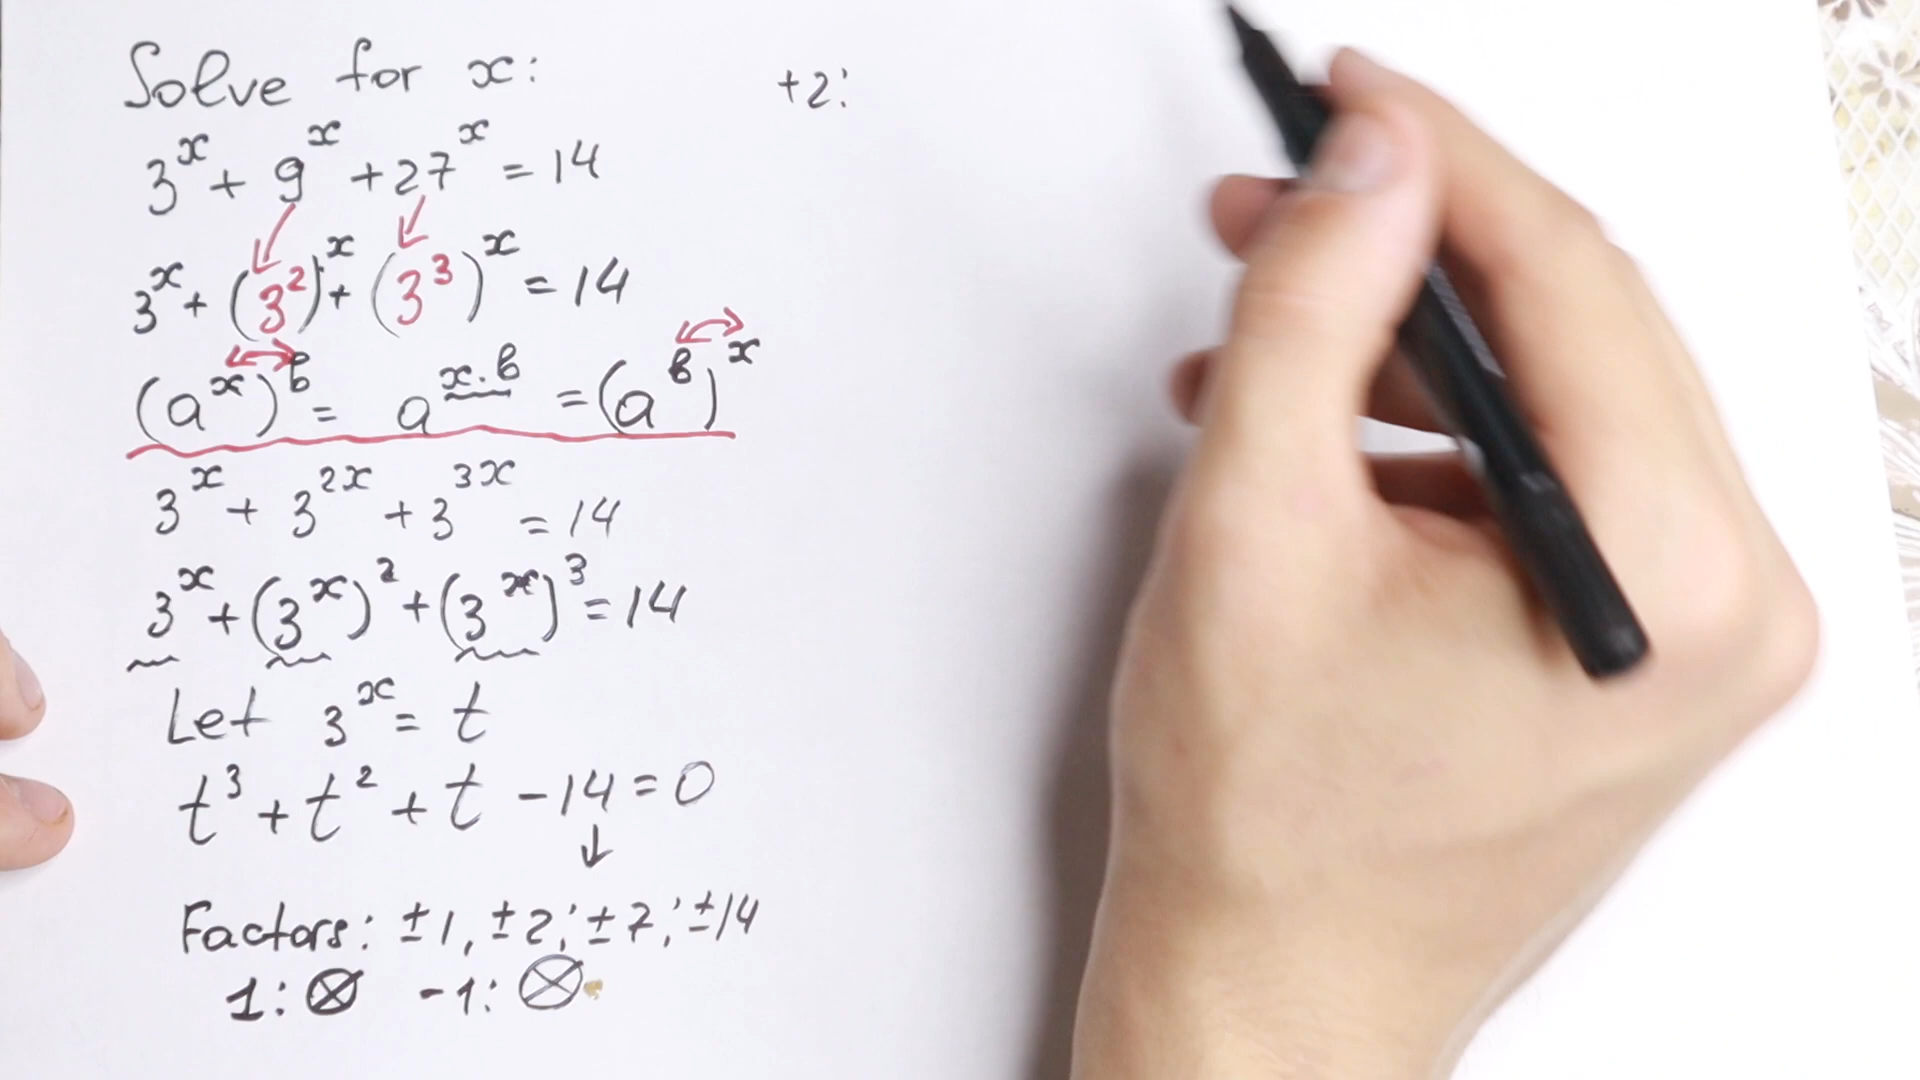 Solve for x:
3^x + 9^x + 27^x = 14
3^x + (3^2)^x + (3^3)^x = 14
(a^x)^b = a^{x·b} = (a^b)^x
3^x + 3^{2x} + 3^{3x} = 14
3^x + (3^x)^2 + (3^x)^3 = 14
Let 3^x = t
t^3 + t^2 + t - 14 = 0
↓
Factors: ±1, ±2; ±7; ±14
1: ⊗ -1: ⊗
+2: